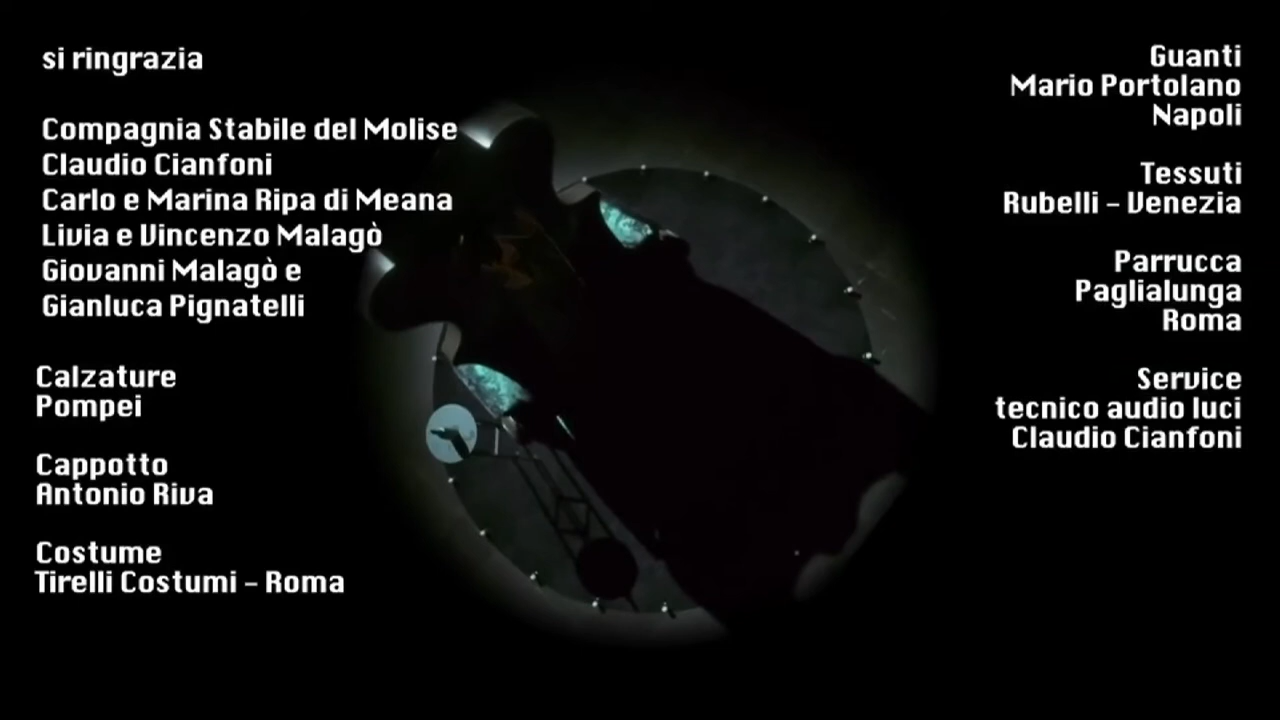 si ringrazia
Compagnia Stabile del Molise
Claudio Cianfoni
Carlo e Marina Ripa di Meana
Livia e Vincenzo Malagò
Giovanni Malagò e
Gianluca Pignatelli
Calzature
Pompei
Cappotto
Antonio Riva
Costume
Tirelli Costumi - Roma
Guanti
Mario Portolano
Napoli
Tessuti
Rubelli - Venezia
Parrucca
Paglialunga
Roma
Service
tecnico audio luci
Claudio Cianfoni